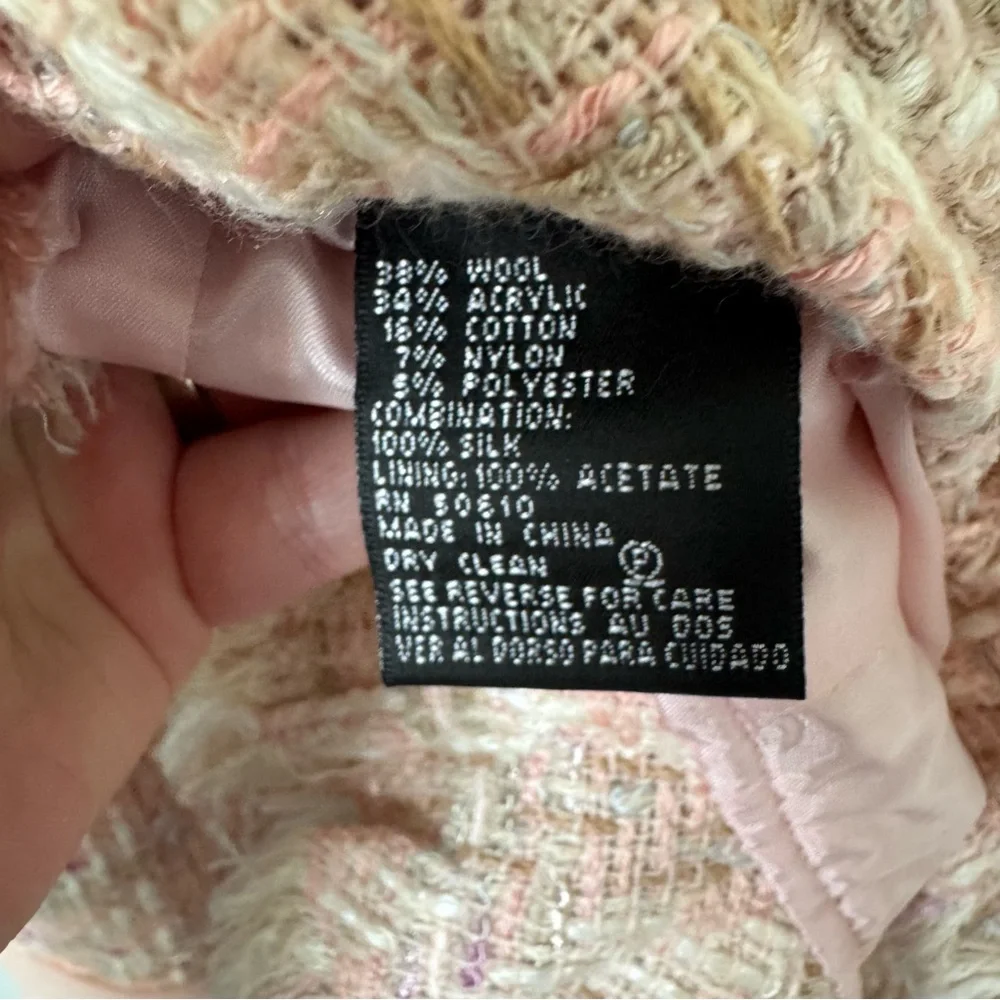 38% WOOL
34% ACRYLIC
16% COTTON
7% NYLON
5% POLYESTER
COMBINATION:
100% SILK
LINING: 100% ACETATE
RN 50610
MADE IN CHINA
DRY CLEAN Ⓟ
SEE REVERSE FOR CARE
INSTRUCTIONS AU DOS
VER AL DORSO PARA CUIDADO